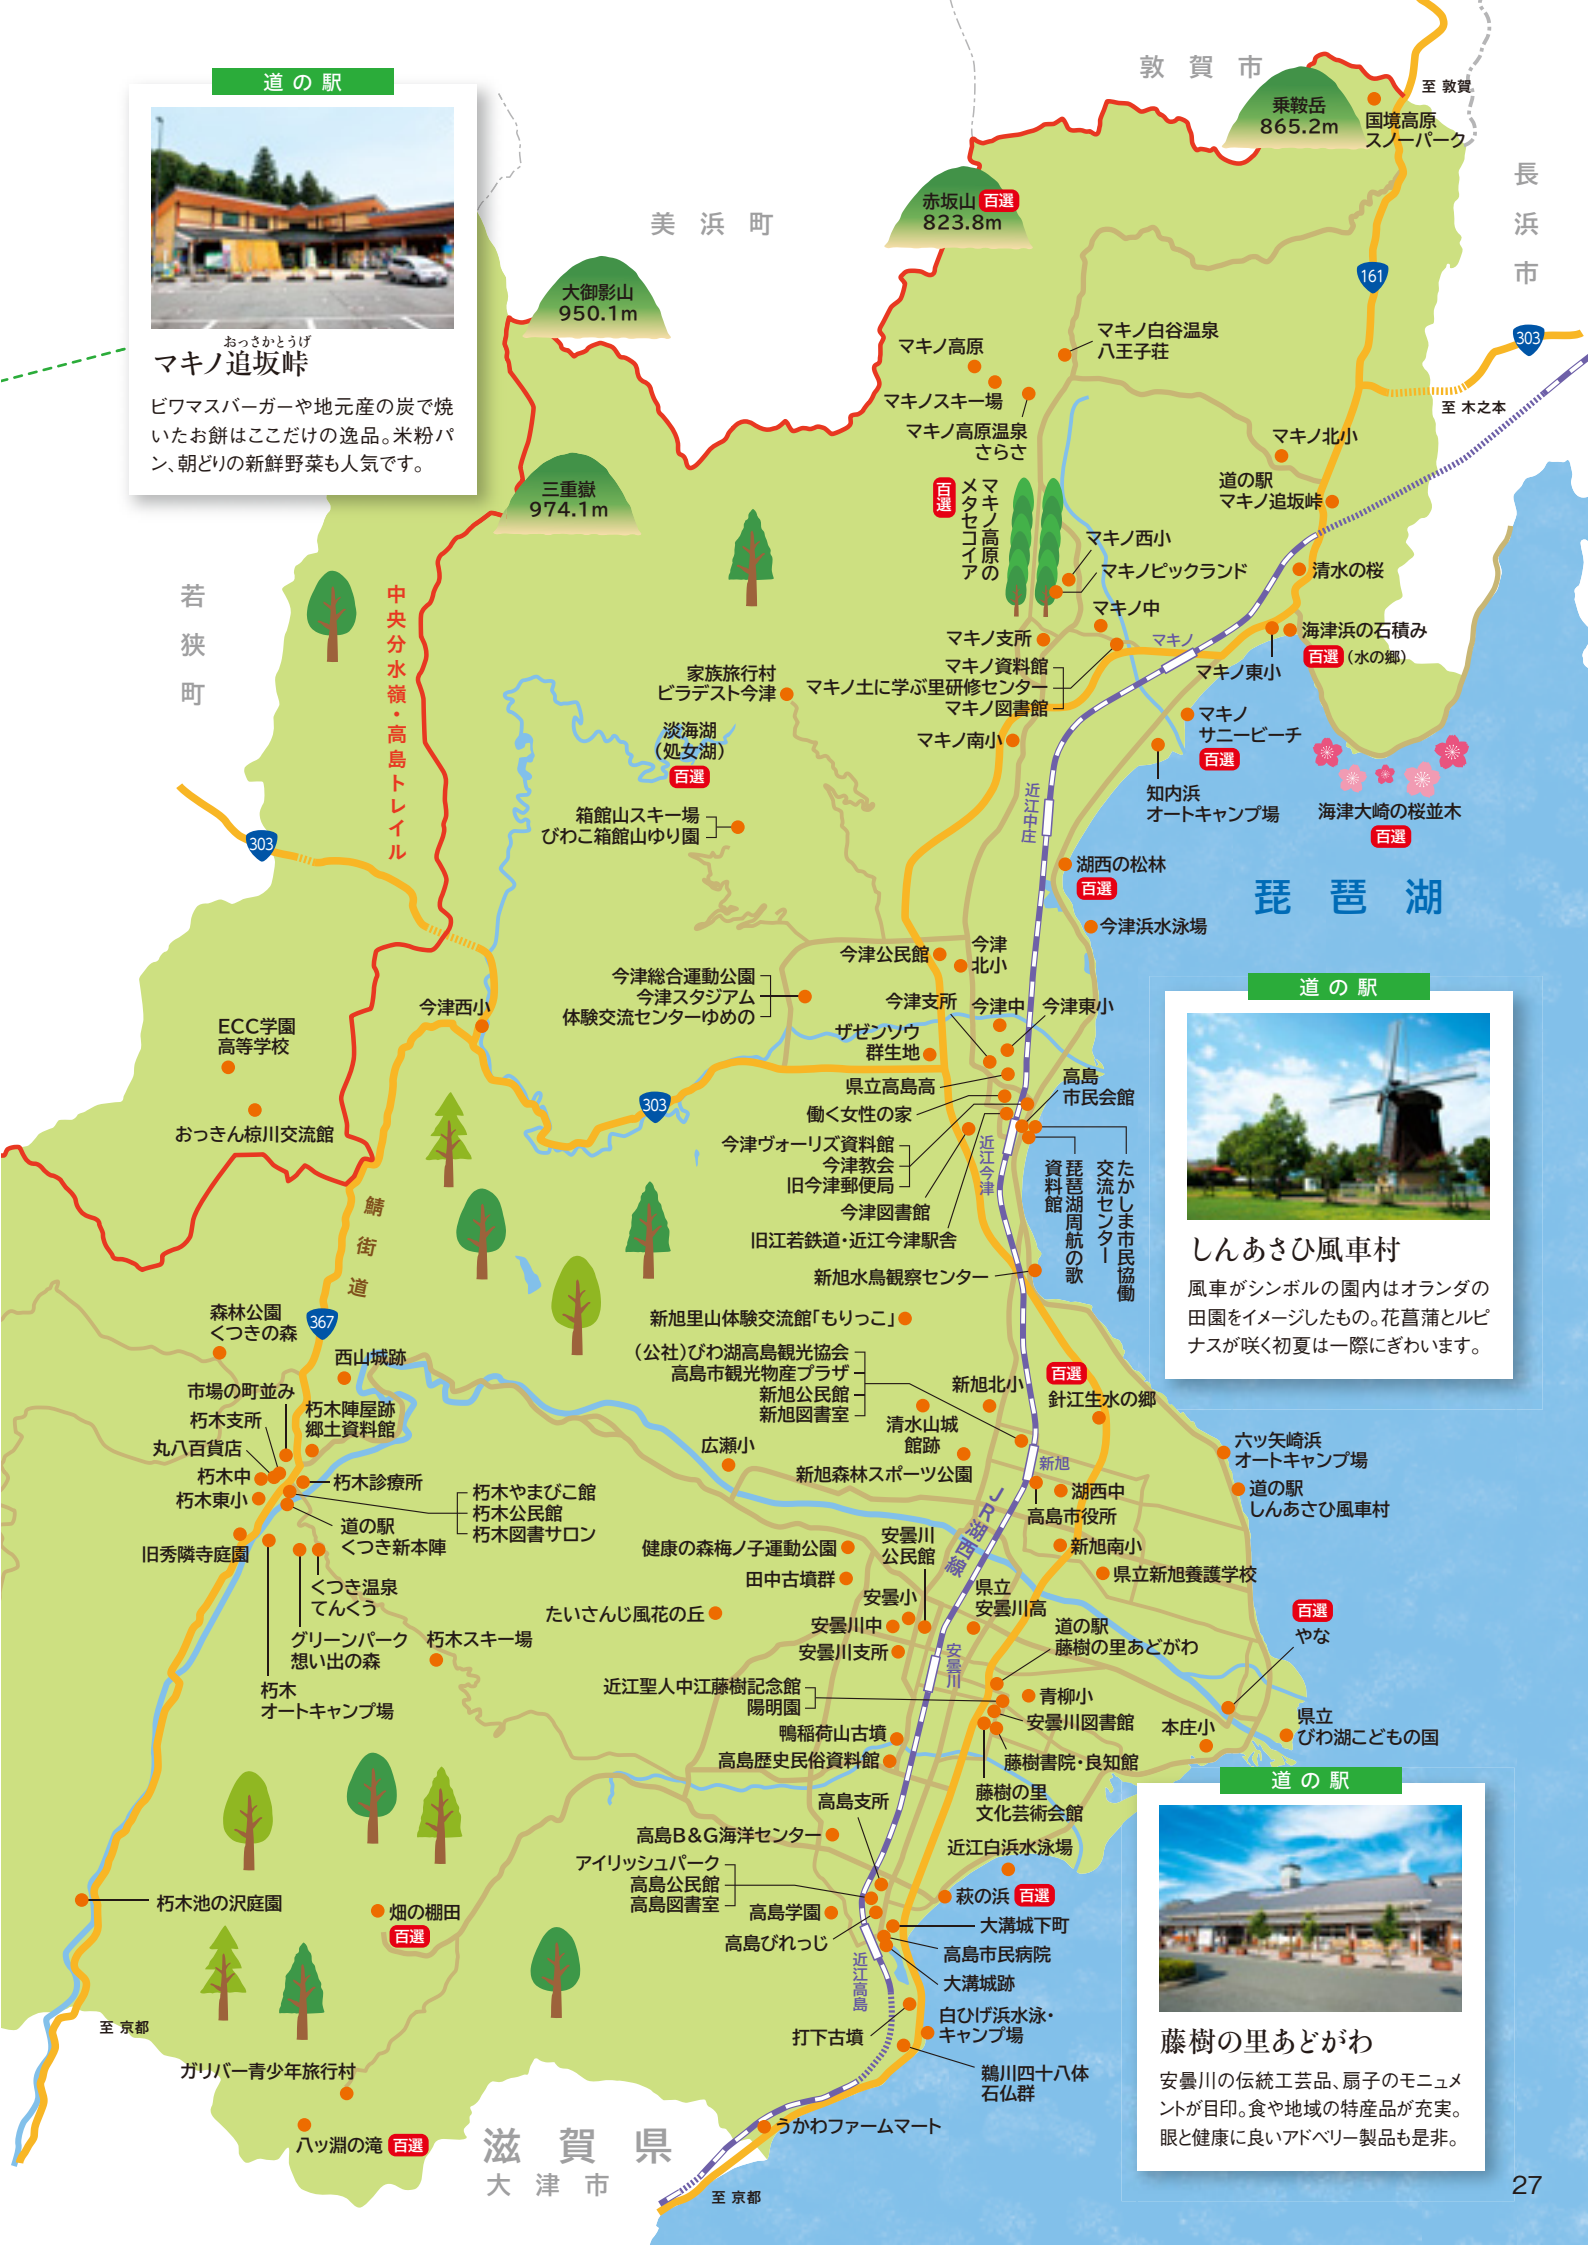 道の駅
おっさかとうげ
マキノ追坂峠
ビワマスバーガーや地元産の炭で焼
いたお餅はここだけの逸品。米粉パ
ン、朝どりの新鮮野菜も人気です。
敦賀市
美浜町
長浜市
若狭町
至 敦賀
乗鞍岳
865.2m
国境高原
スノーパーク
赤坂山 百選
823.8m
大御影山
950.1m
三重嶽
974.1m
161
303
至 木之本
マキノ白谷温泉
八王子荘
マキノ高原
マキノスキー場
マキノ高原温泉
さらさ
マキノ北小
道の駅
マキノ追坂峠
マキノ高原の
メタセコイア
百選
マキノ西小
マキノピックランド
清水の桜
マキノ中
マキノ支所
マキノ
海津浜の石積み
百選 (水の郷)
マキノ東小
マキノ資料館
マキノ土に学ぶ里研修センター
マキノ図書館
家族旅行村
ビラデスト今津
マキノ
サニービーチ
百選
マキノ南小
淡海湖
(処女湖)
百選
知内浜
オートキャンプ場
海津大崎の桜並木
百選
近江中庄
箱館山スキー場
びわこ箱館山ゆり園
中央分水嶺・高島トレイル
303
湖西の松林
百選
琵琶湖
今津浜水泳場
今津公民館
今津
北小
今津総合運動公園
今津スタジアム
体験交流センターゆめの
今津支所
今津中
今津東小
今津西小
ザゼンソウ
群生地
ECC学園
高等学校
県立高島高
高島
市民会館
303
働く女性の家
おっきん椋川交流館
今津ヴォーリズ資料館
今津教会
旧今津郵便局
近江今津
今津図書館
旧江若鉄道・近江今津駅舎
琵琶湖周航の歌
資料館
たかしま市民協働
交流センター
新旭水鳥観察センター
道の駅
しんあさひ風車村
風車がシンボルの園内はオランダの
田園をイメージしたもの。花菖蒲とルピ
ナスが咲く初夏は一際にぎわいます。
鯖街道
367
森林公園
くつきの森
新旭里山体験交流館「もりっこ」
(公社)びわ湖高島観光協会
高島市観光物産プラザ
新旭公民館
新旭図書室
新旭北小
百選
針江生水の郷
西山城跡
市場の町並み
朽木支所
朽木陣屋跡
郷土資料館
丸八百貨店
朽木中
朽木東小
朽木診療所
朽木やまびこ館
朽木公民館
朽木図書サロン
道の駅
くつき新本陣
旧秀隣寺庭園
くつき温泉
てんくう
グリーンパーク
想い出の森
朽木スキー場
朽木
オートキャンプ場
清水山城
館跡
広瀬小
新旭森林スポーツ公園
新旭
湖西中
高島市役所
六ッ矢崎浜
オートキャンプ場
道の駅
しんあさひ風車村
JR湖西線
新旭南小
県立新旭養護学校
健康の森梅ノ子運動公園
安曇川
公民館
田中古墳群
安曇小
県立
安曇川高
たいさんじ風花の丘
安曇川中
安曇川支所
安曇川
道の駅
藤樹の里あどがわ
百選
やな
近江聖人中江藤樹記念館
陽明園
青柳小
安曇川図書館
本庄小
県立
びわ湖こどもの国
鴨稲荷山古墳
高島歴史民俗資料館
藤樹書院・良知館
藤樹の里
文化芸術会館
高島支所
高島B&G海洋センター
近江白浜水泳場
アイリッシュパーク
高島公民館
高島図書室
萩の浜 百選
高島学園
高島びれっじ
大溝城下町
高島市民病院
大溝城跡
近江高島
打下古墳
白ひげ浜水泳・
キャンプ場
鵜川四十八体
石仏群
うかわファームマート
朽木池の沢庭園
畑の棚田
百選
至 京都
ガリバー青少年旅行村
八ッ淵の滝 百選
滋賀県
大津市
至 京都
道の駅
藤樹の里あどがわ
安曇川の伝統工芸品、扇子のモニュメ
ントが目印。食や地域の特産品が充実。
眼と健康に良いアドベリー製品も是非。
27